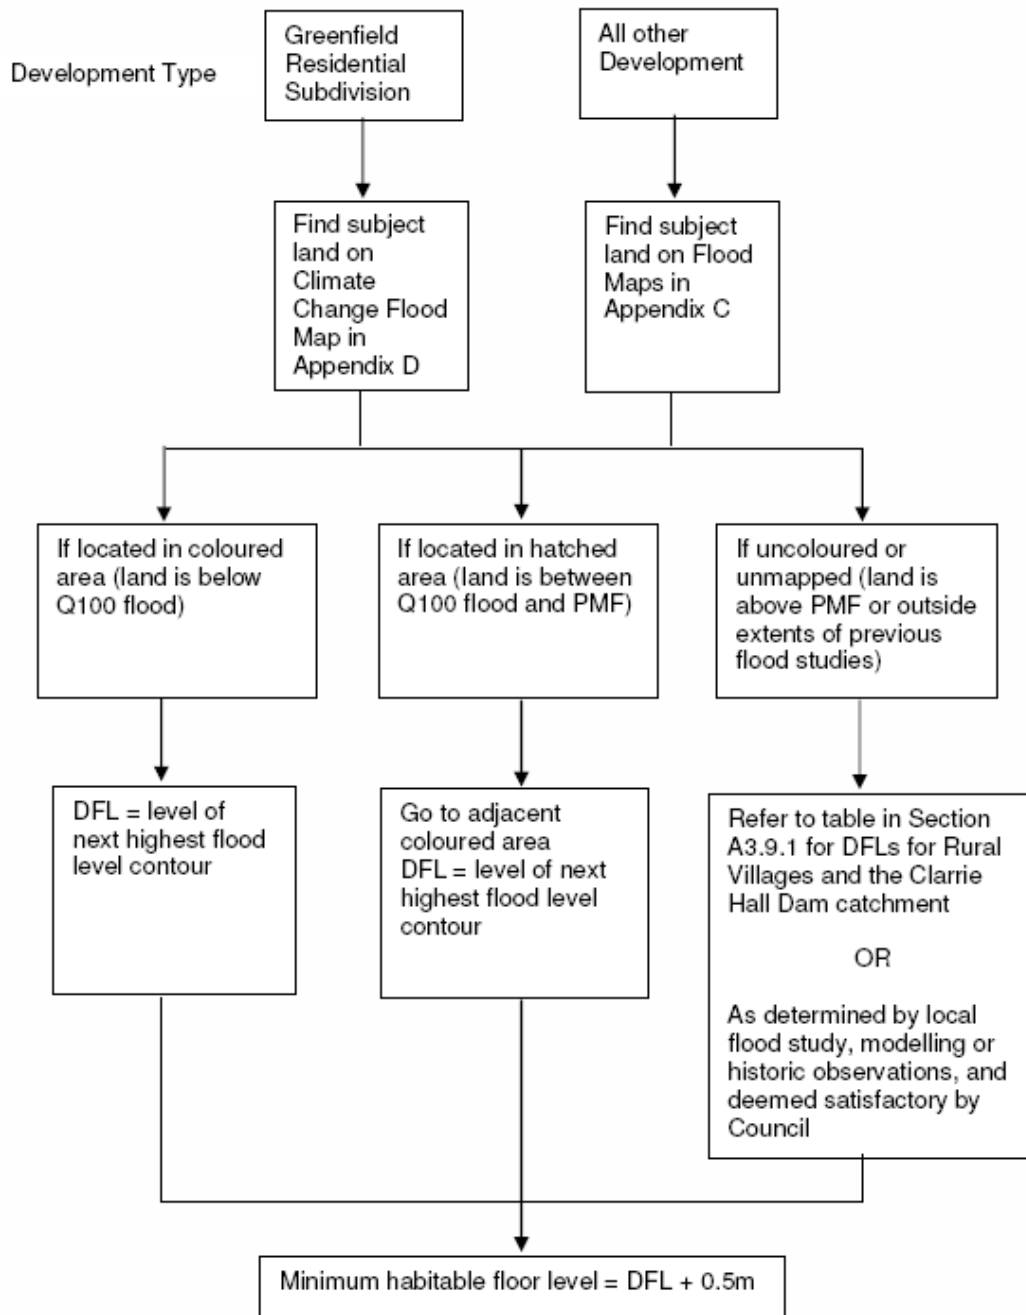 Development Type
Greenfield
Residential
Subdivision
All other
Development
Find subject
land on
Climate
Change Flood
Map in
Appendix D
Find subject
land on Flood
Maps in
Appendix C
If located in coloured
area (land is below
Q100 flood)
If located in hatched
area (land is between
Q100 flood and PMF)
If uncoloured or
unmapped (land is
above PMF or outside
extents of previous
flood studies)
DFL = level of
next highest flood
level contour
Go to adjacent
coloured area
DFL = level of next
highest flood level
contour
Refer to table in Section
A3.9.1 for DFLs for Rural
Villages and the Clarrie
Hall Dam catchment
OR
As determined by local
flood study, modelling or
historic observations, and
deemed satisfactory by
Council
Minimum habitable floor level = DFL + 0.5m